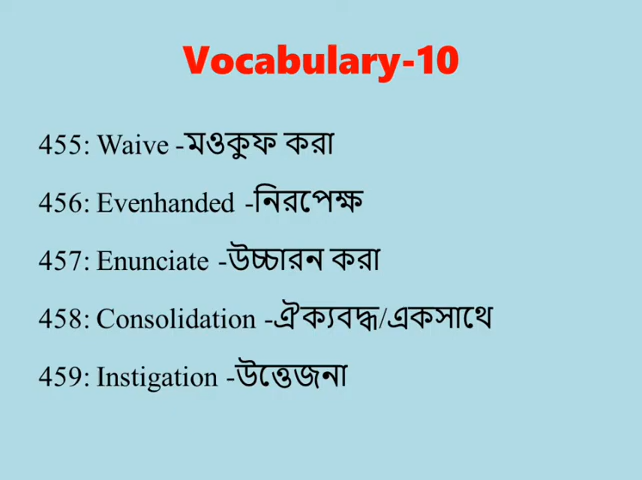 Vocabulary-10
455: Waive -মওকুফ করা
456: Evenhanded -নিরপেক্ষ
457: Enunciate -উচ্চারন করা
458: Consolidation -ঐক্যবদ্ধ/একসাথে
459: Instigation -উত্তেজনা